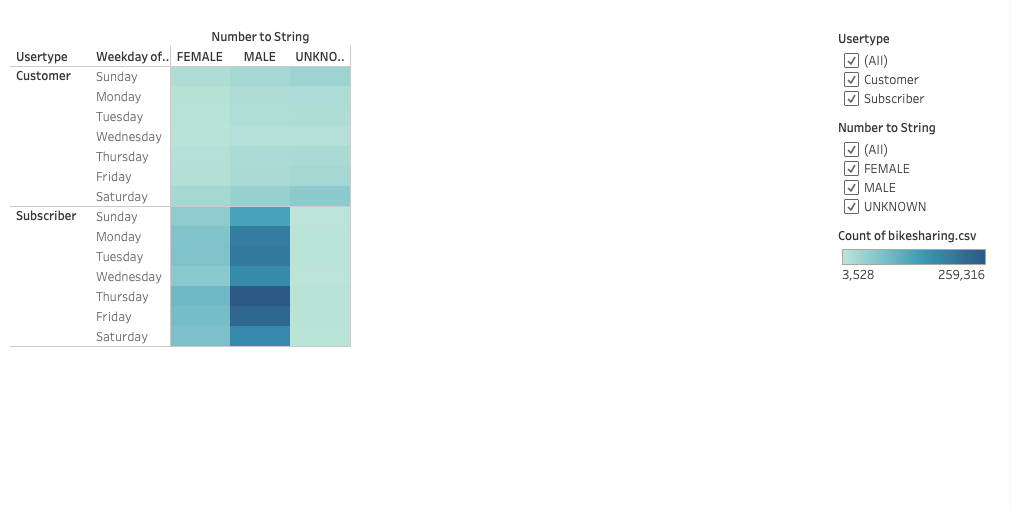 Number to String
Usertype Weekday of.. FEMALE MALE UNKNO..
Customer Sunday
Monday
Tuesday
Wednesday
Thursday
Friday
Saturday
Subscriber Sunday
Monday
Tuesday
Wednesday
Thursday
Friday
Saturday
Usertype
(All)
Customer
Subscriber
Number to String
(All)
FEMALE
MALE
UNKNOWN
Count of bikesharing.csv
3,528 259,316